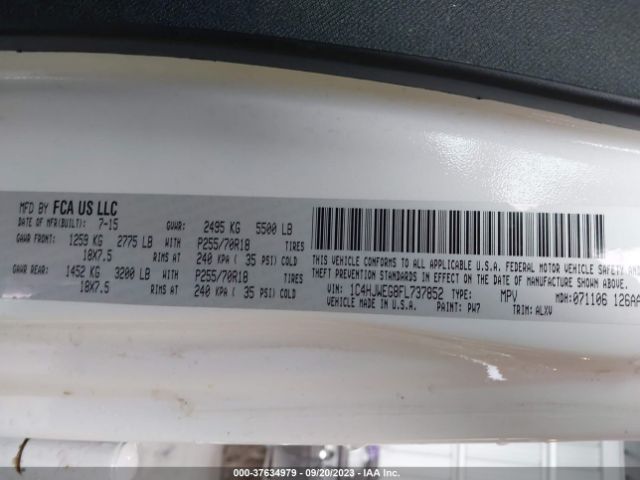 MFD BY FCA US LLC
DATE OF MFR(BUILT): 7-15 GVWR: 2495 KG 5500 LB
GAWR FRONT: 1259 KG 2775 LB WITH P255/70R18 TIRES
18X7.5 RIMS AT 240 KPA ( 35 PSI) COLD
GAWR REAR: 1452 KG 3200 LB WITH P255/70R18 TIRES
18X7.5 RIMS AT 240 KPA ( 35 PSI) COLD
THIS VEHICLE CONFORMS TO ALL APPLICABLE U.S.A. FEDERAL MOTOR VEHICLE SAFETY AND
THEFT PREVENTION STANDARDS IN EFFECT ON THE DATE OF MANUFACTURE SHOWN ABOVE.
VIN: 1C4HJWEG8FL737852 TYPE: MPV MDH: 071106 126AA
VEHICLE MADE IN U.S.A. PAINT: PW7 TRIM: ALXV
000-37634979 - 09/20/2023 - IAA Inc.